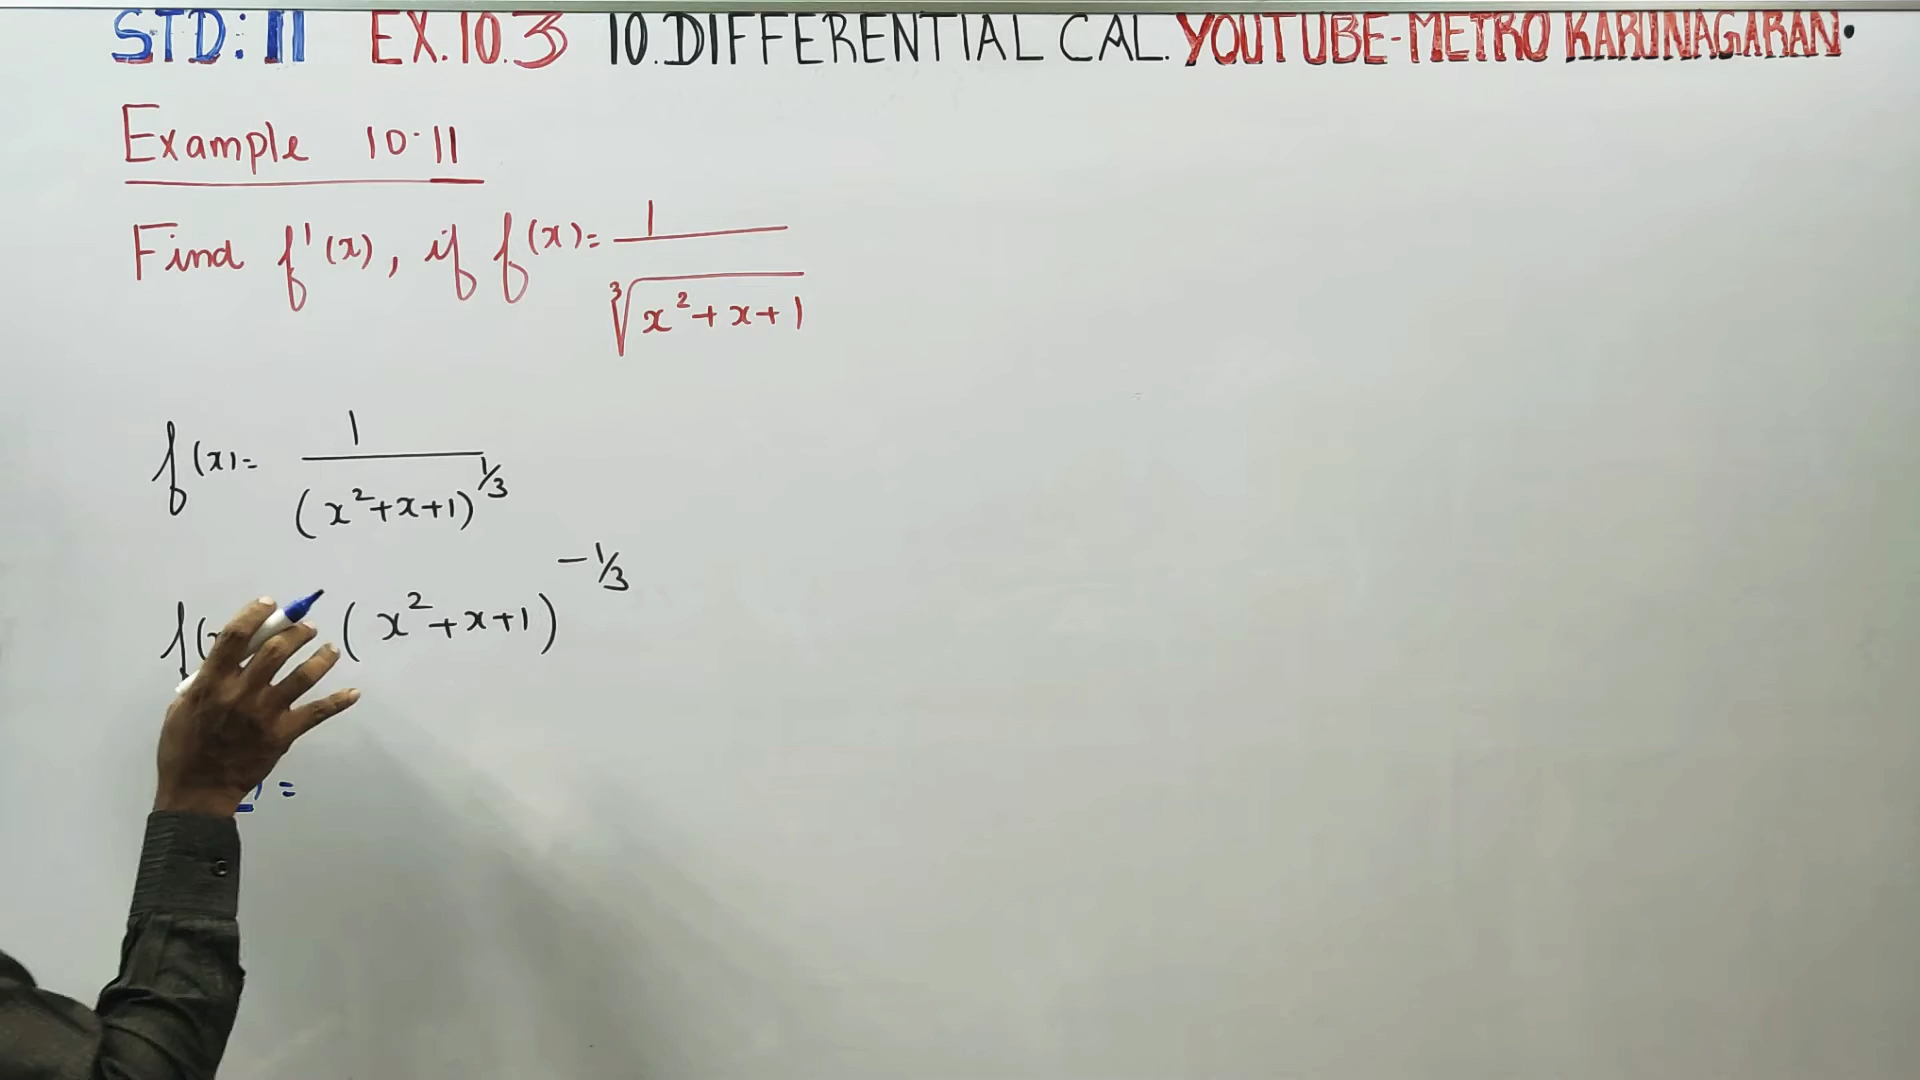 STD: 11 EX.10.3 10.DIFFERENTIAL CAL. YOUTUBE-METRO KARUNAGARAN.
Example 10.11
Find f'(x), if f(x)= 1 / ∛(x²+x+1)
f(x)= 1 / (x²+x+1)^⅓
f( (x²+x+1)^-⅓
=